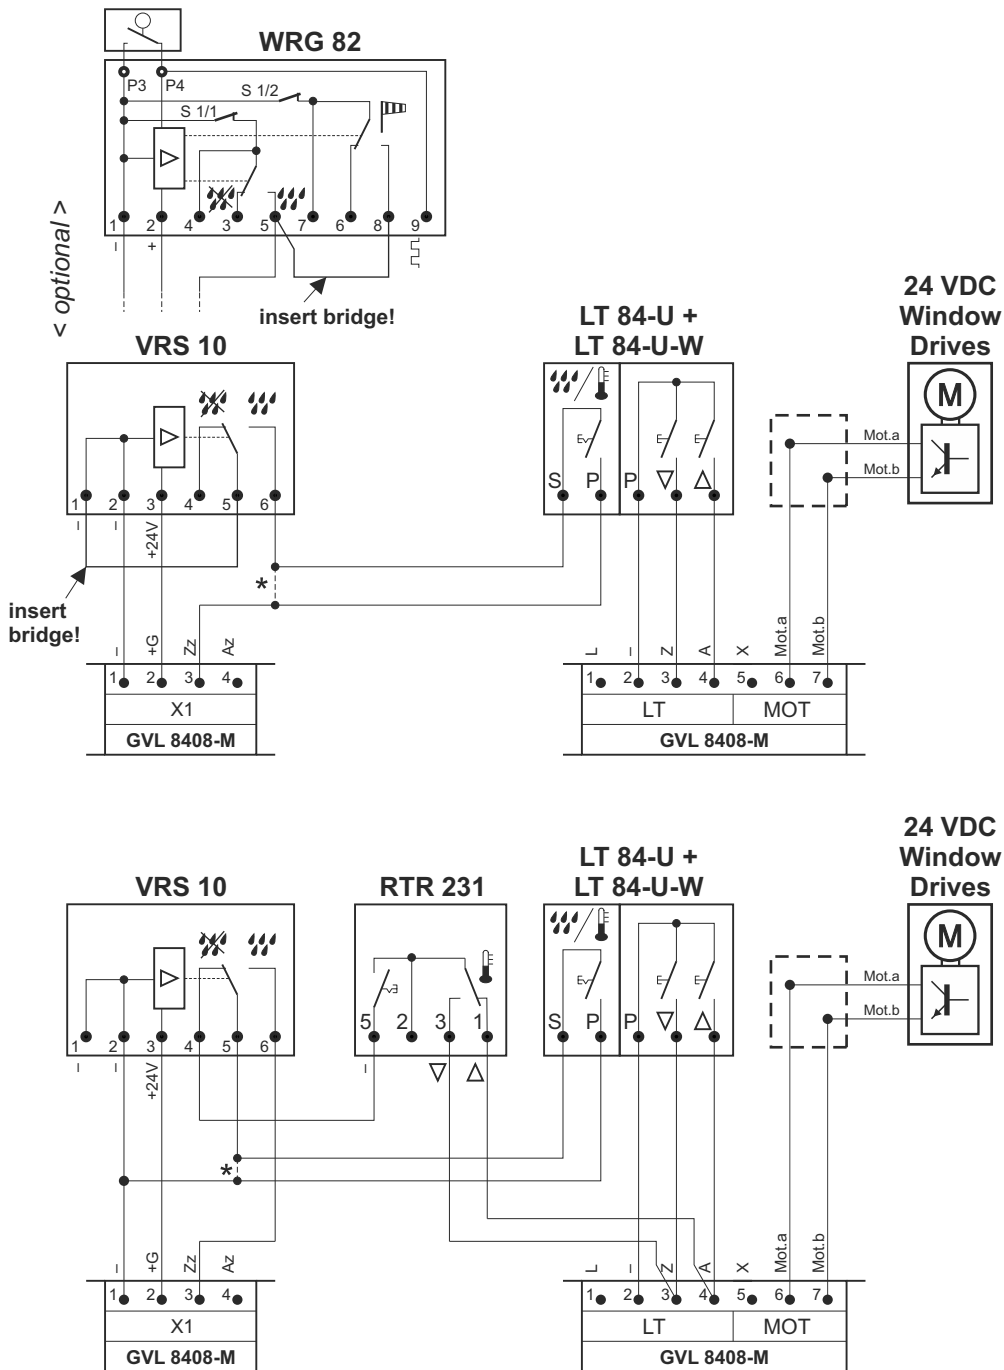 WRG 82
P3 P4
S 1/2
S 1/1
1 2 4 3 5 7 6 8 9
– +
< optional >
insert bridge!
VRS 10
LT 84-U +
LT 84-U-W
24 VDC
Window
Drives
M
Mot.a
Mot.b
S P P
1 2 3 4 5 6
– – +24V
*
insert
bridge!
– +G Zz Az
L – Z A X Mot.a Mot.b
1 2 3 4
1 2 3 4 5 6 7
X1
LT MOT
GVL 8408-M
GVL 8408-M
24 VDC
Window
Drives
VRS 10
RTR 231
LT 84-U +
LT 84-U-W
M
Mot.a
Mot.b
1 2 3 4 5 6
5 2 3 1
S P P
– – +24V
–
*
– +G Zz Az
L – Z A X Mot.a Mot.b
1 2 3 4
1 2 3 4 5 6 7
X1
LT MOT
GVL 8408-M
GVL 8408-M